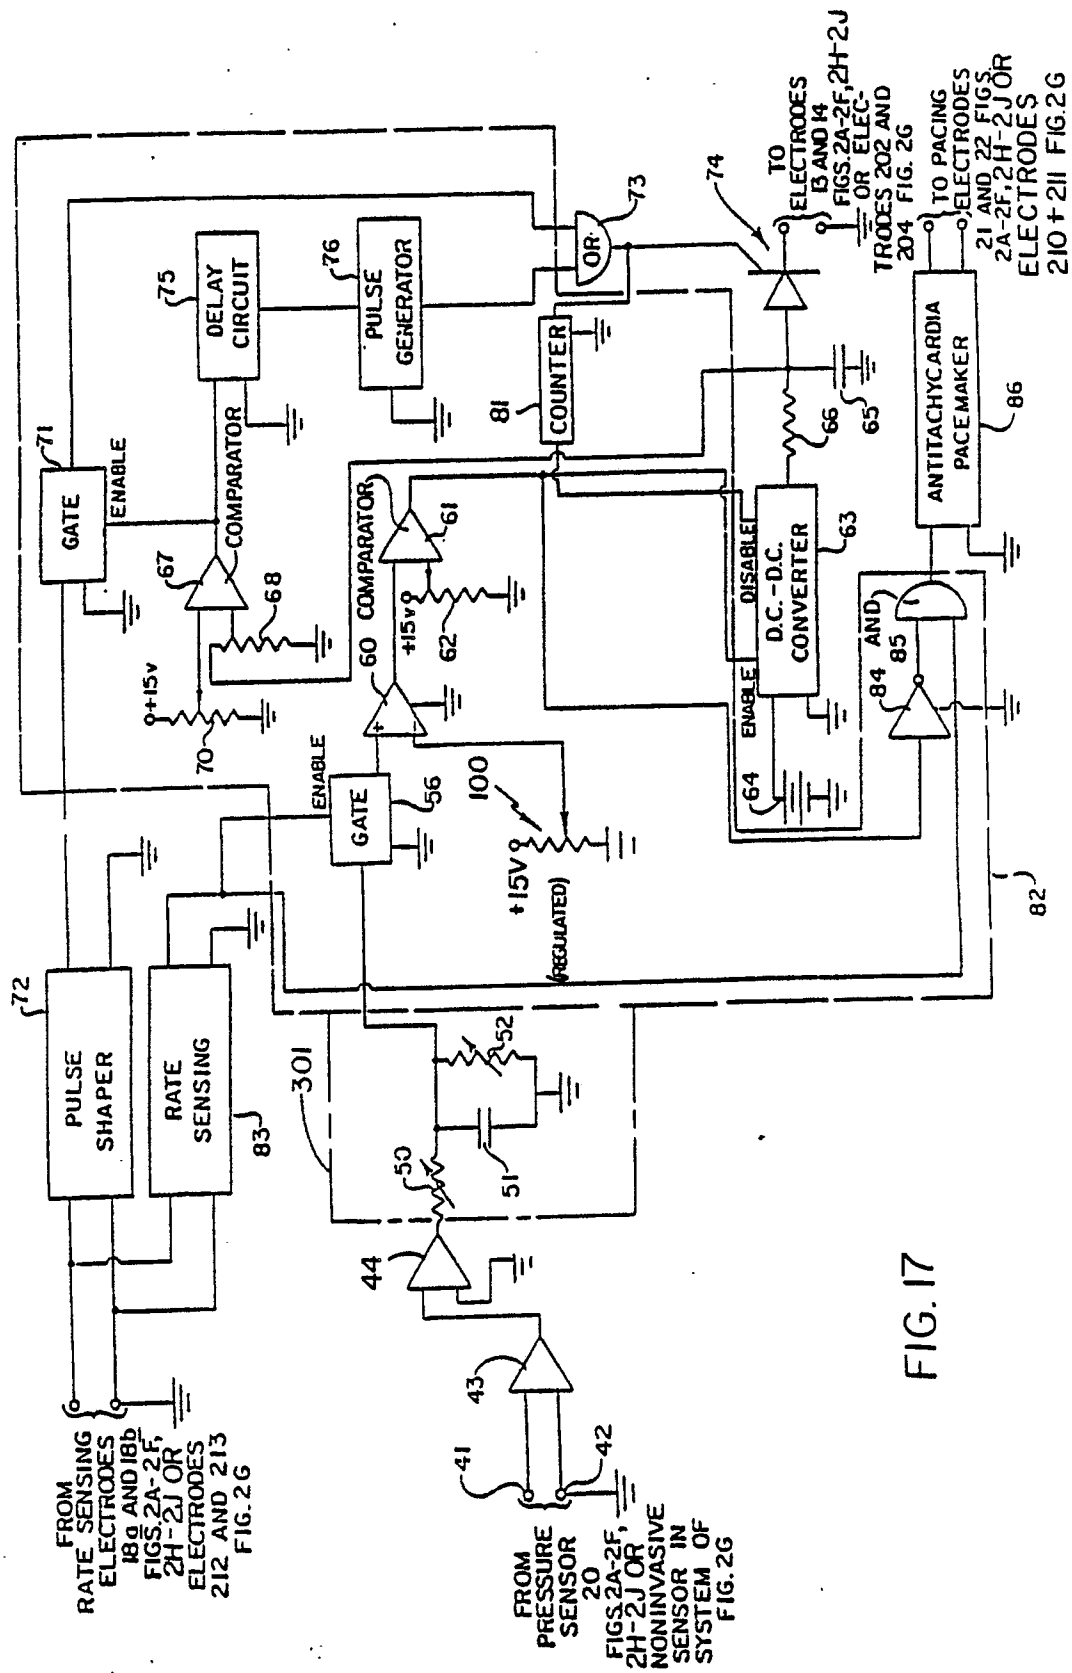 FROM
RATE SENSING
ELECTRODES
18a AND 18b
FIGS. 2A-2F,
2H-2J OR
ELECTRODES
212 AND 213
FIG. 2G
72
PULSE
SHAPER
RATE
SENSING
83
71
GATE
ENABLE
+15v
70
67
COMPARATOR
68
75
DELAY
CIRCUIT
76
PULSE
GENERATOR
OR
73
ENABLE
GATE
56
60
COMPARATOR
61
+15v
62
81
COUNTER
100
+15V
(REGULATED)
301
50
51
52
44
43
41
42
FROM
PRESSURE
SENSOR
20
FIGS.2A-2F,
2H-2J OR
NONINVASIVE
SENSOR IN
SYSTEM OF
FIG.2G
64
ENABLE
DISABLE
D.C.-D.C.
CONVERTER
63
66
65
74
TO
ELECTRODES
13 AND 14
FIGS.2A-2F,2H-2J
OR ELEC-
TRODES 202 AND
204 FIG. 2G
84
85
AND
82
ANTITACHYCARDIA
PACEMAKER
86
TO PACING
ELECTRODES
21 AND 22 FIGS.
2A-2F,2H-2J OR
ELECTRODES
210+211 FIG.2G
FIG. 17